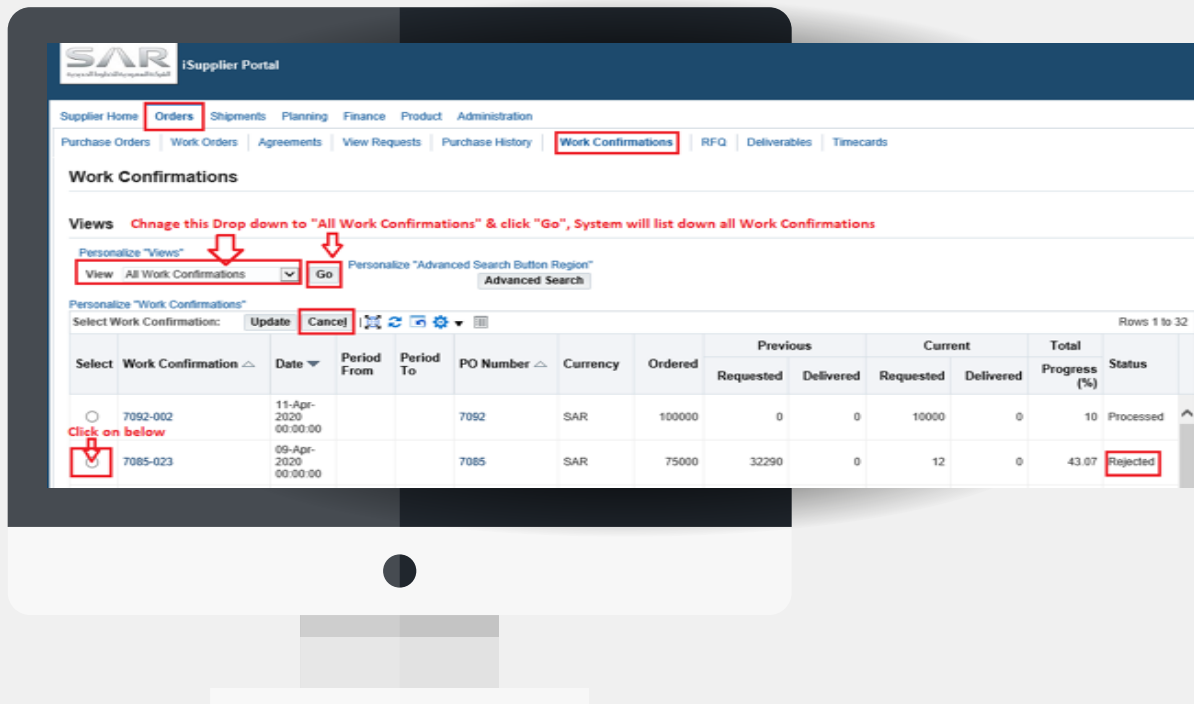 SAR
iSupplier Portal
Supplier Home Orders Shipments Planning Finance Product Administration
Purchase Orders Work Orders Agreements View Requests Purchase History Work Confirmations RFQ Deliverables Timecards
Work Confirmations
Views Chnage this Drop down to "All Work Confirmations" & click "Go", System will list down all Work Confirmations
Personalize "Views"
View All Work Confirmations Go Personalize "Advanced Search Button Region"
Advanced Search
Personalize "Work Confirmations"
Select Work Confirmation: Update Cancel Rows 1 to 32
Select Work Confirmation Date Period From Period To PO Number Currency Ordered Previous Current Total Status
Requested Delivered Requested Delivered Progress (%)
7092-002 11-Apr-2020 00:00:00 7092 SAR 100000 0 0 10000 0 10 Processed
Click on below
7085-023 09-Apr-2020 00:00:00 7085 SAR 75000 32290 0 12 0 43.07 Rejected